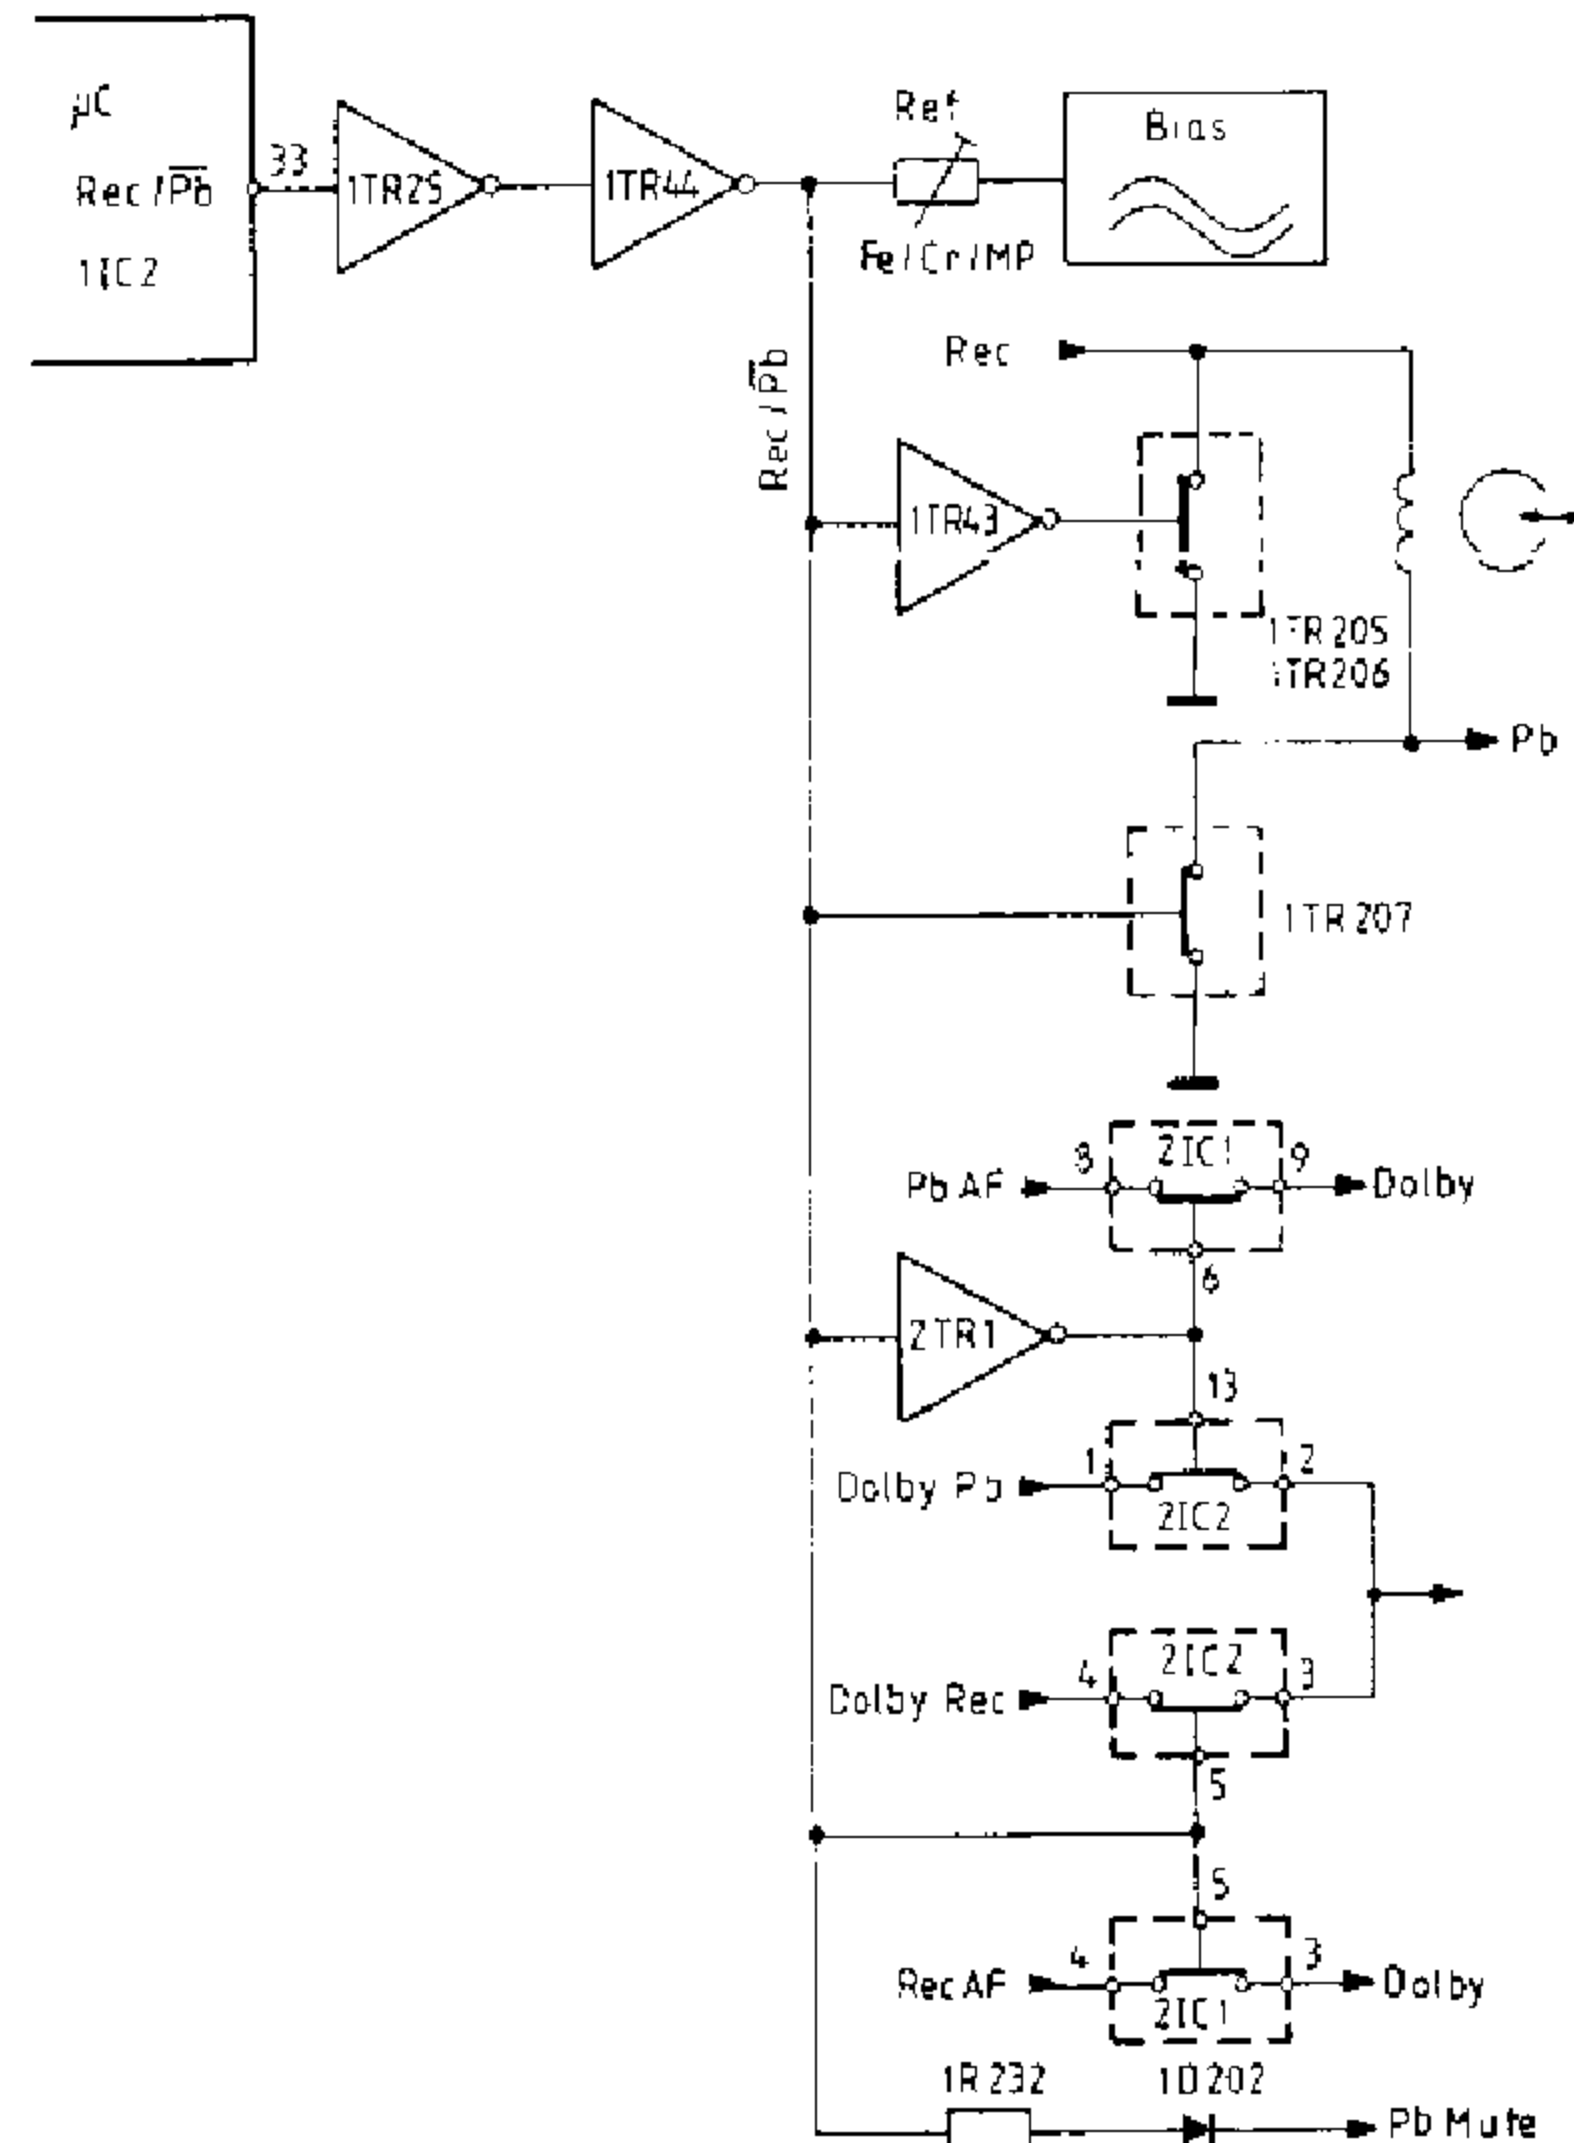 µC
Rec/P̅b̅
1IC2
33
1TR25
1TR44
Ref
Fe/Cr/MP
Bias
Rec/P̅b̅
Rec
1TR43
1TR205
1TR206
Pb
1TR207
Pb AF
8
2IC1
9
Dolby
6
2TR1
13
Dolby Pb
1
2
2IC2
2IC2
Dolby Rec
4
3
5
5
Rec AF
4
3
2IC1
Dolby
1R232
1D202
Pb Mute